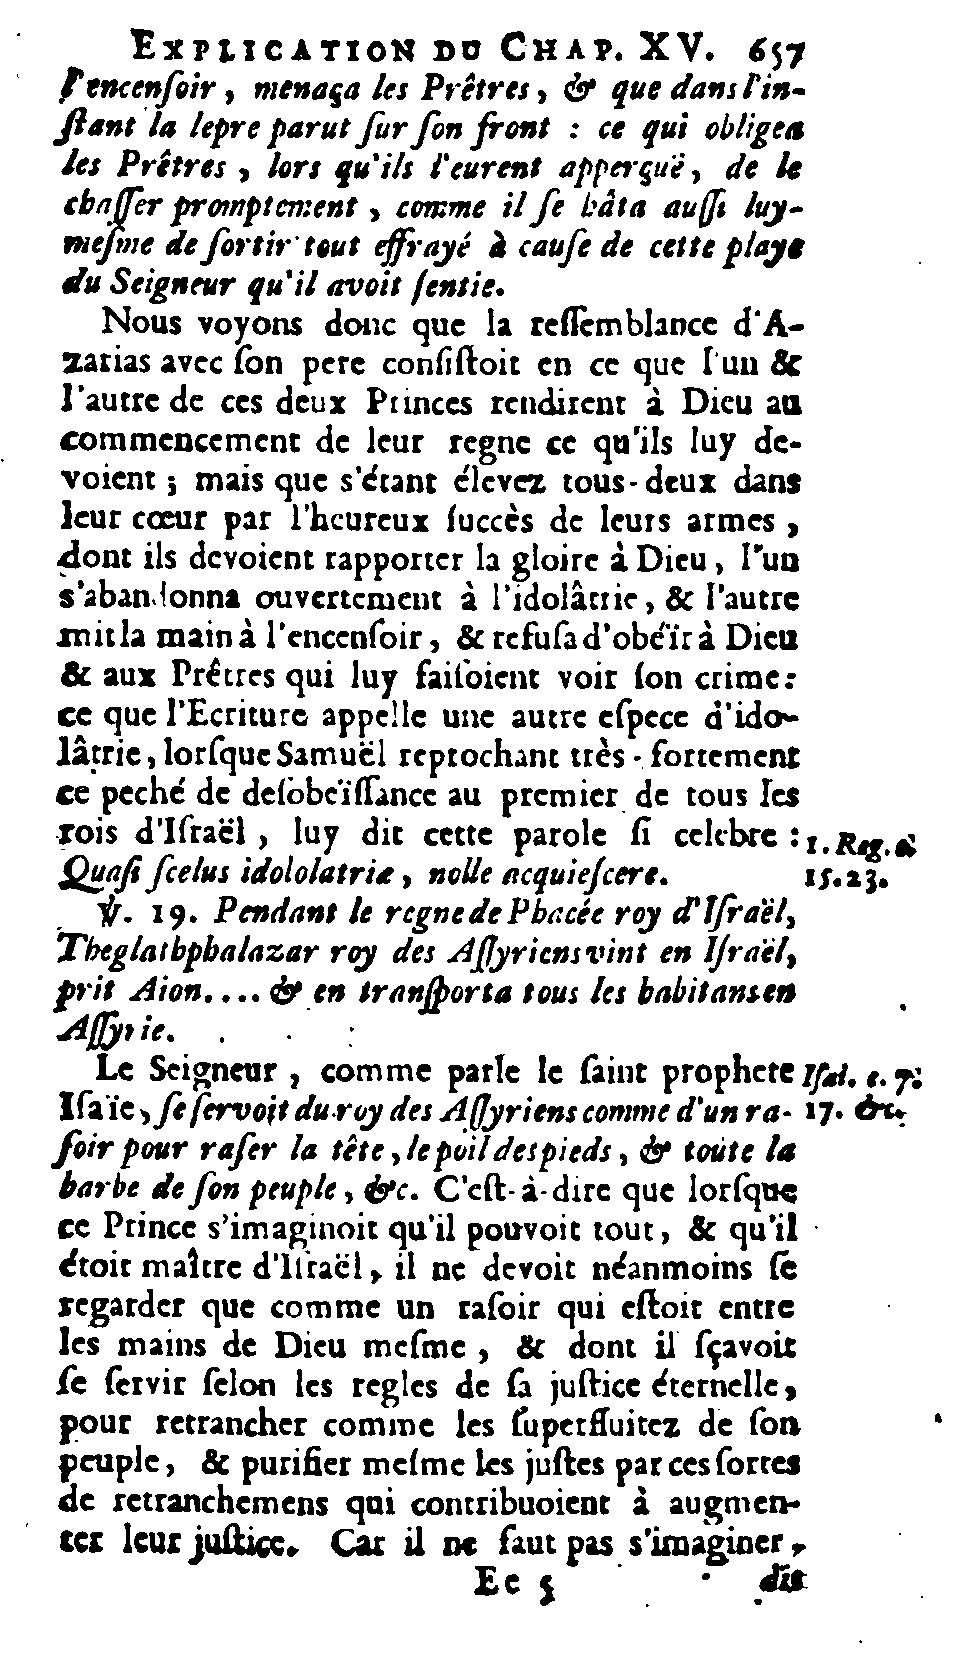 EXPLICATION DU CHAP. XV. 657
l'encenſoir, menaça les Prêtres, & que dans l'in-
ſtant la lepre parut ſur ſon front : ce qui obligea
les Prêtres, lors qu'ils l'eurent apperçuë, de le
chaſſer promptement, comme il ſe hâta auſſi luy-
meſme de ſortir tout effrayé à cauſe de cette playe
du Seigneur qu'il avoit ſentie.
Nous voyons donc que la reſſemblance d'A-
zarias avec ſon pere conſiſtoit en ce que l'un &
l'autre de ces deux Princes rendirent à Dieu au
commencement de leur regne ce qu'ils luy de-
voient ; mais que s'étant élevez tous-deux dans
leur cœur par l'heureux ſuccès de leurs armes,
dont ils devoient rapporter la gloire à Dieu, l'un
s'abandonna ouvertement à l'idolâtrie, & l'autre
mit la main à l'encenſoir, & refuſa d'obéïr à Dieu
& aux Prêtres qui luy faiſoient voir ſon crime:
ce que l'Ecriture appelle une autre eſpece d'ido-
lâtrie, lorſque Samuël reprochant très-fortement
ce peché de deſobeïſſance au premier de tous les
rois d'Iſraël, luy dit cette parole ſi celebre : 1. Reg. c.
Quaſi ſcelus idololatriæ, nolle acquieſcere. 15.23.
℣. 19. Pendant le regne de Phacée roy d'Iſraël,
Theglathphalazar roy des Aſſyriens vint en Iſraël,
prit Aion.... & en tranſporta tous les habitans en
Aſſyrie.
Le Seigneur, comme parle le ſaint prophete Iſai. c. 7.
Iſaïe, ſe ſervoit du roy des Aſſyriens comme d'un ra- 17. &c.
ſoir pour raſer la tête, le poil des pieds, & toute la
barbe de ſon peuple, &c. C'eſt-à-dire que lorſque
ce Prince s'imaginoit qu'il pouvoit tout, & qu'il
étoit maître d'Iſraël, il ne devoit néanmoins ſe
regarder que comme un raſoir qui eſtoit entre
les mains de Dieu meſme, & dont il ſçavoit
ſe ſervir ſelon les regles de ſa juſtice éternelle,
pour retrancher comme les ſuperfluitez de ſon
peuple, & purifier meſme les juſtes par ces ſortes
de retranchemens qui contribuoient à augmen-
ter leur juſtice. Car il ne faut pas s'imaginer,
Ee 5 dit